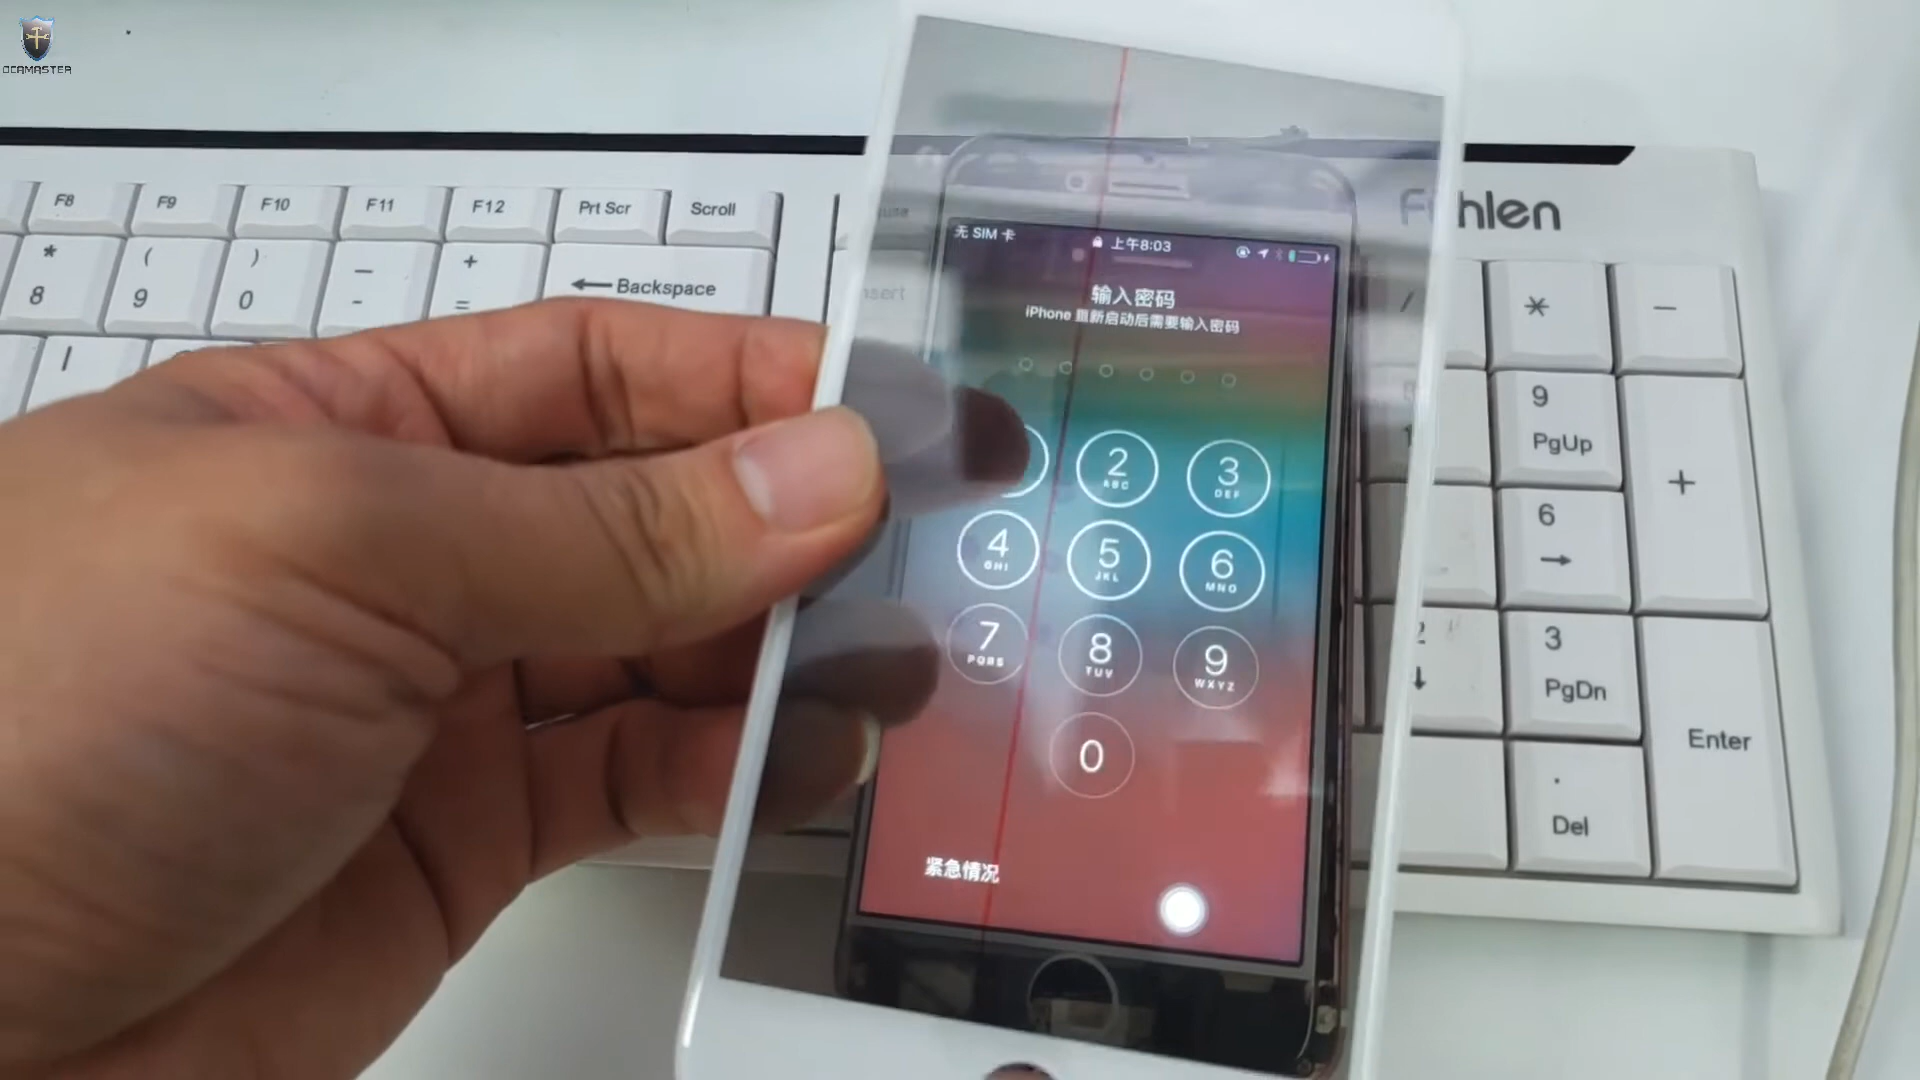 OCAMASTER
F8
F9
F10
F11
F12
Prt Scr
Scroll
*
8
(
9
)
0
—
-
+
=
Backspace
hlen
/
*
−
9
PgUp
+
6
→
3
PgDn
Enter
.
Del
无 SIM 卡
上午8:03
输入密码
iPhone 重新启动后需要输入密码
2
ABC
3
DEF
4
GHI
5
JKL
6
MNO
7
PQRS
8
TUV
9
WXYZ
0
紧急情况